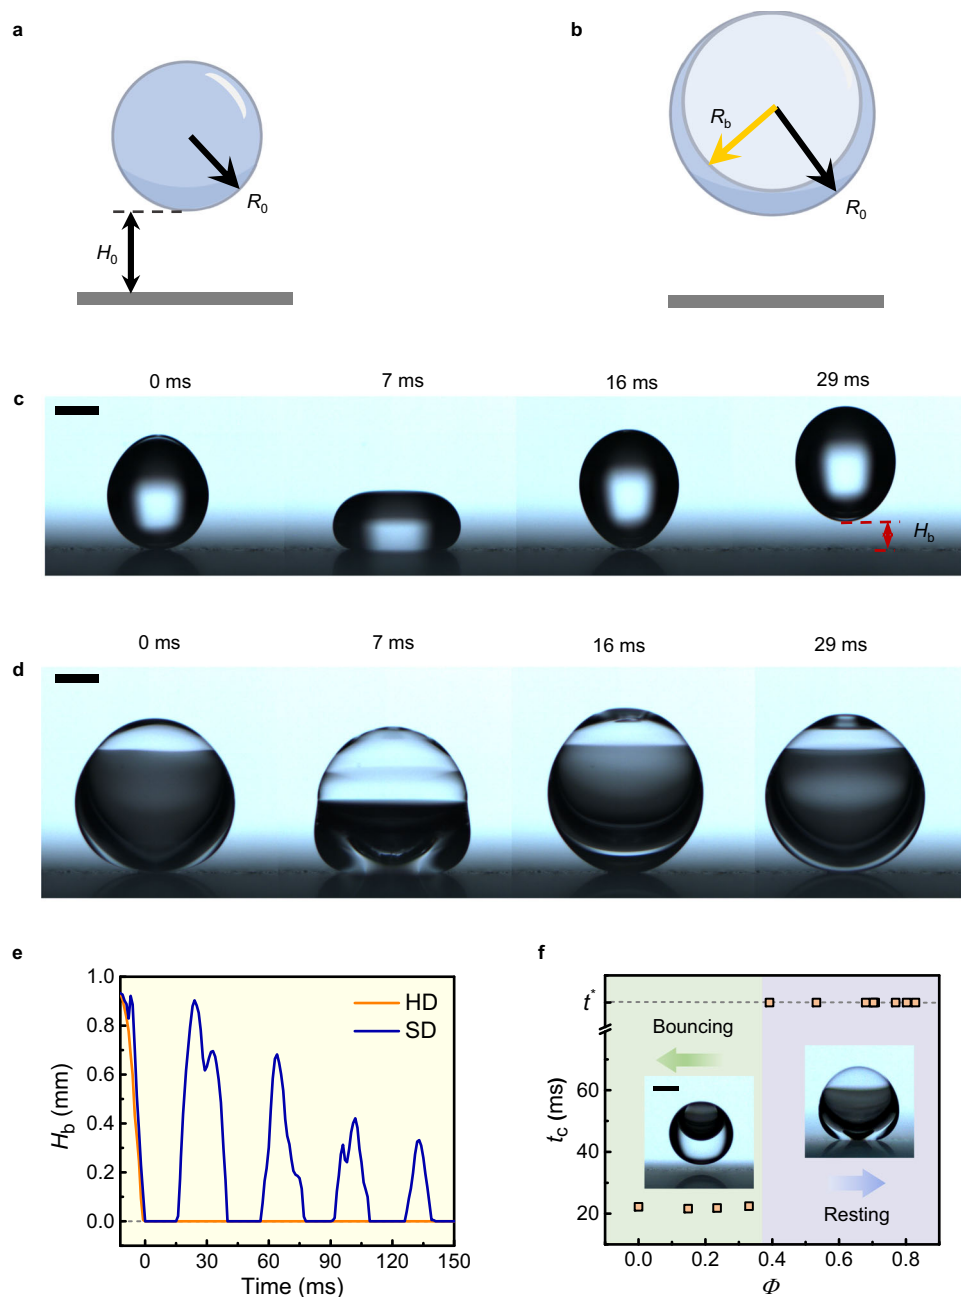 a
b
R0
H0
Rb
R0
c
0 ms
7 ms
16 ms
29 ms
Hb
d
0 ms
7 ms
16 ms
29 ms
e
1.0
0.8
0.6
0.4
0.2
0.0
Hb (mm)
HD
SD
0
30
60
90
120
150
Time (ms)
f
t*
60
40
20
tc (ms)
Bouncing
Resting
0.0
0.2
0.4
0.6
0.8
Φ